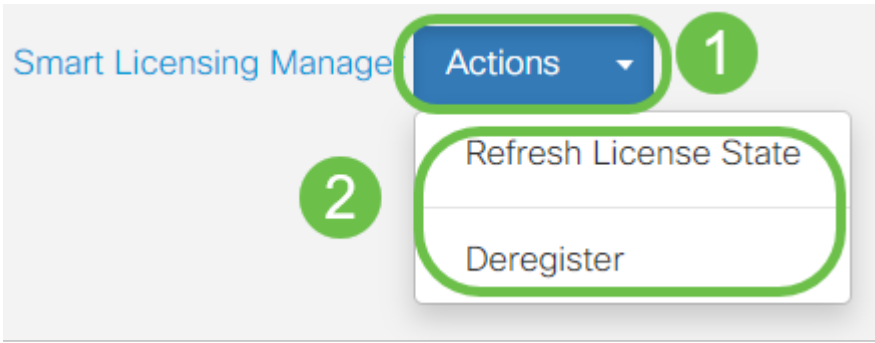 Smart Licensing Manage Actions 1
Refresh License State
2
Deregister